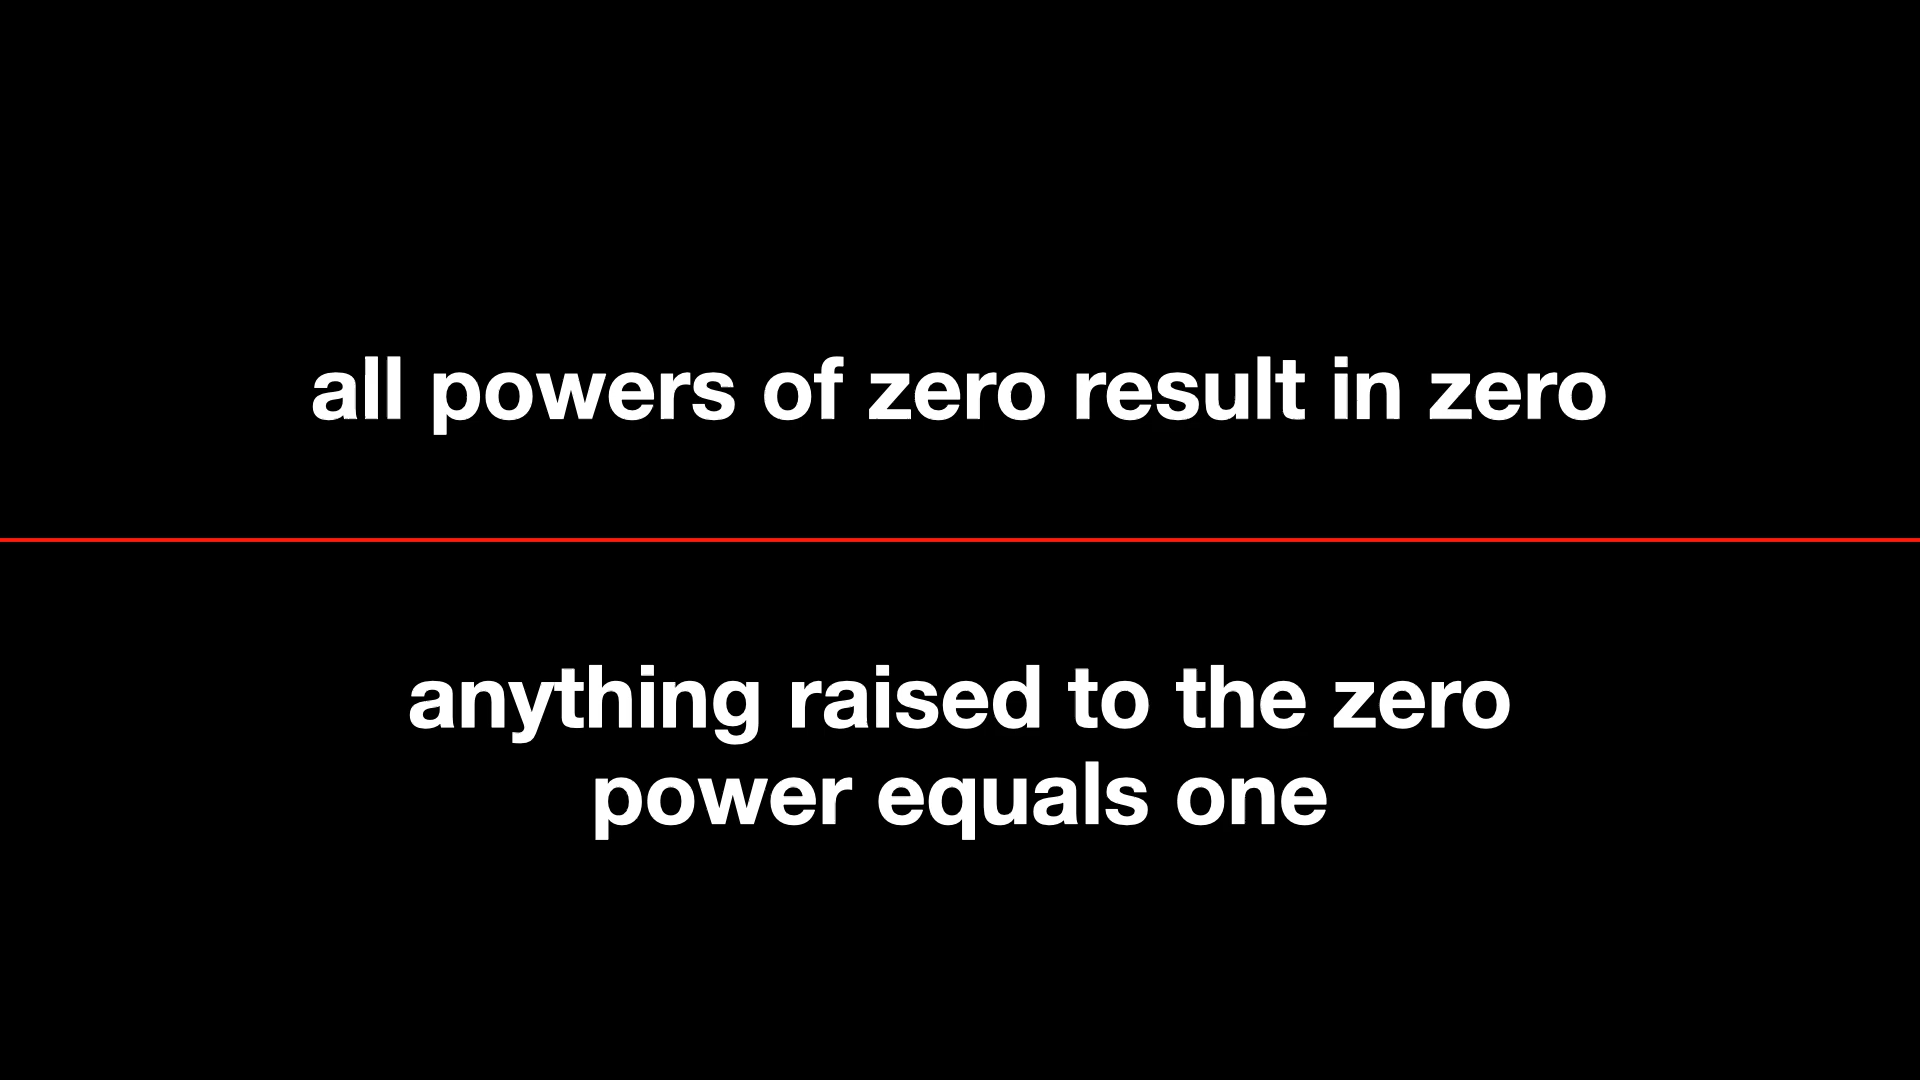 all powers of zero result in zero
anything raised to the zero
power equals one